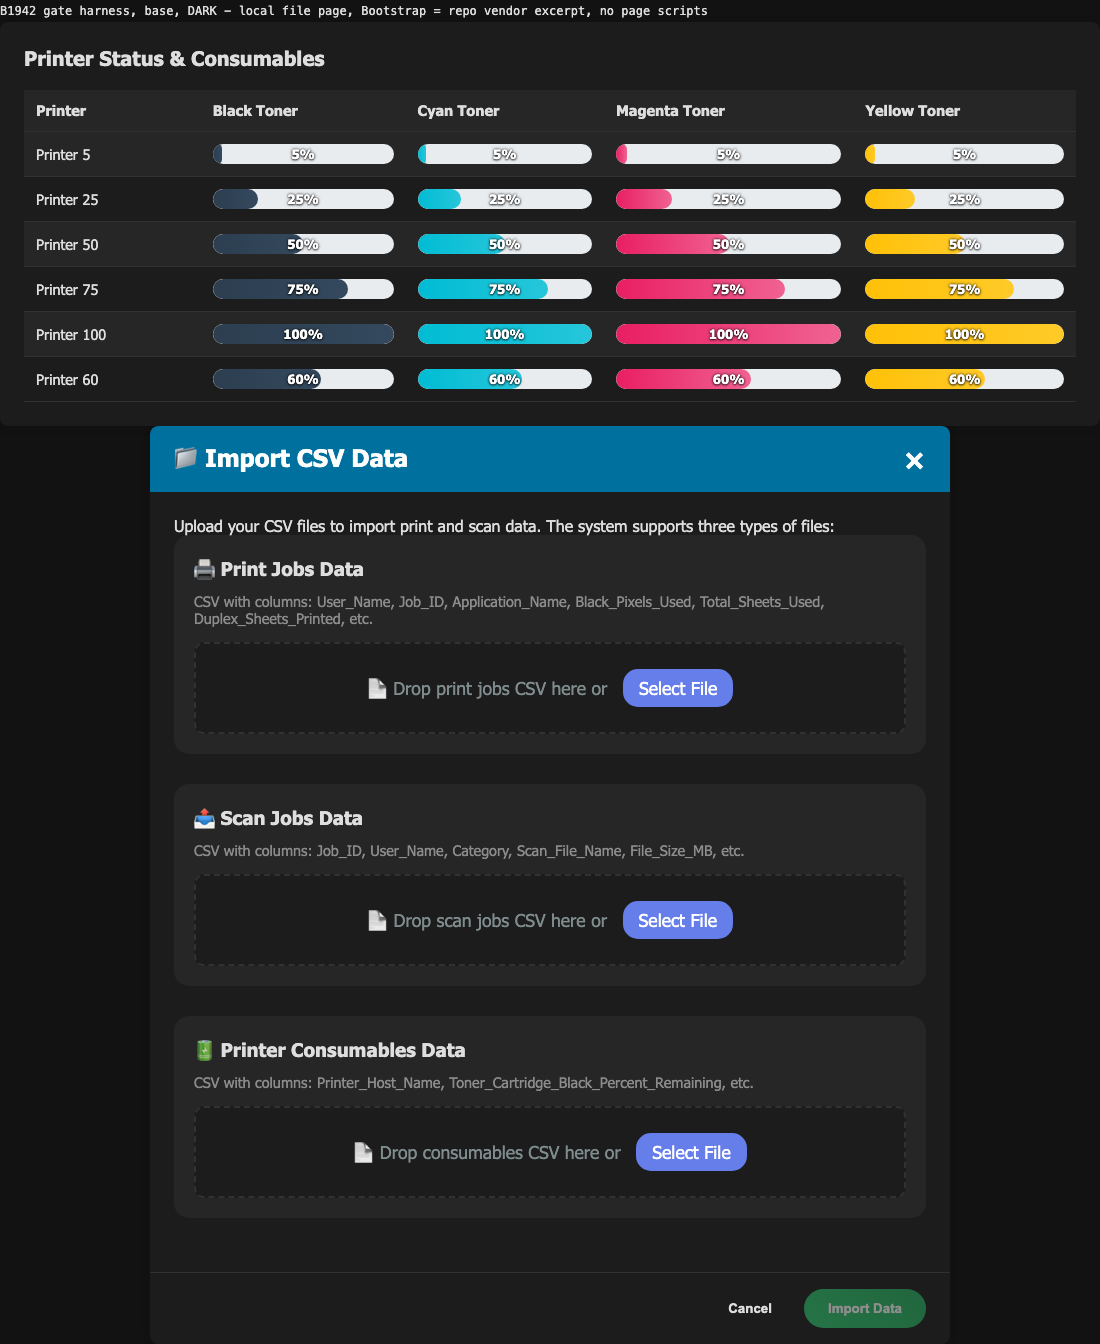 B1942 gate harness, base, DARK — local file page, Bootstrap = repo vendor excerpt, no page scripts
Printer Status & Consumables
Printer Black Toner Cyan Toner Magenta Toner Yellow Toner
Printer 5 5% 5% 5% 5%
Printer 25 25% 25% 25% 25%
Printer 50 50% 50% 50% 50%
Printer 75 75% 75% 75% 75%
Printer 100 100% 100% 100% 100%
Printer 60 60% 60% 60% 60%
Import CSV Data ×
Upload your CSV files to import print and scan data. The system supports three types of files:
Print Jobs Data
CSV with columns: User_Name, Job_ID, Application_Name, Black_Pixels_Used, Total_Sheets_Used,
Duplex_Sheets_Printed, etc.
Drop print jobs CSV here or Select File
Scan Jobs Data
CSV with columns: Job_ID, User_Name, Category, Scan_File_Name, File_Size_MB, etc.
Drop scan jobs CSV here or Select File
Printer Consumables Data
CSV with columns: Printer_Host_Name, Toner_Cartridge_Black_Percent_Remaining, etc.
Drop consumables CSV here or Select File
Cancel Import Data